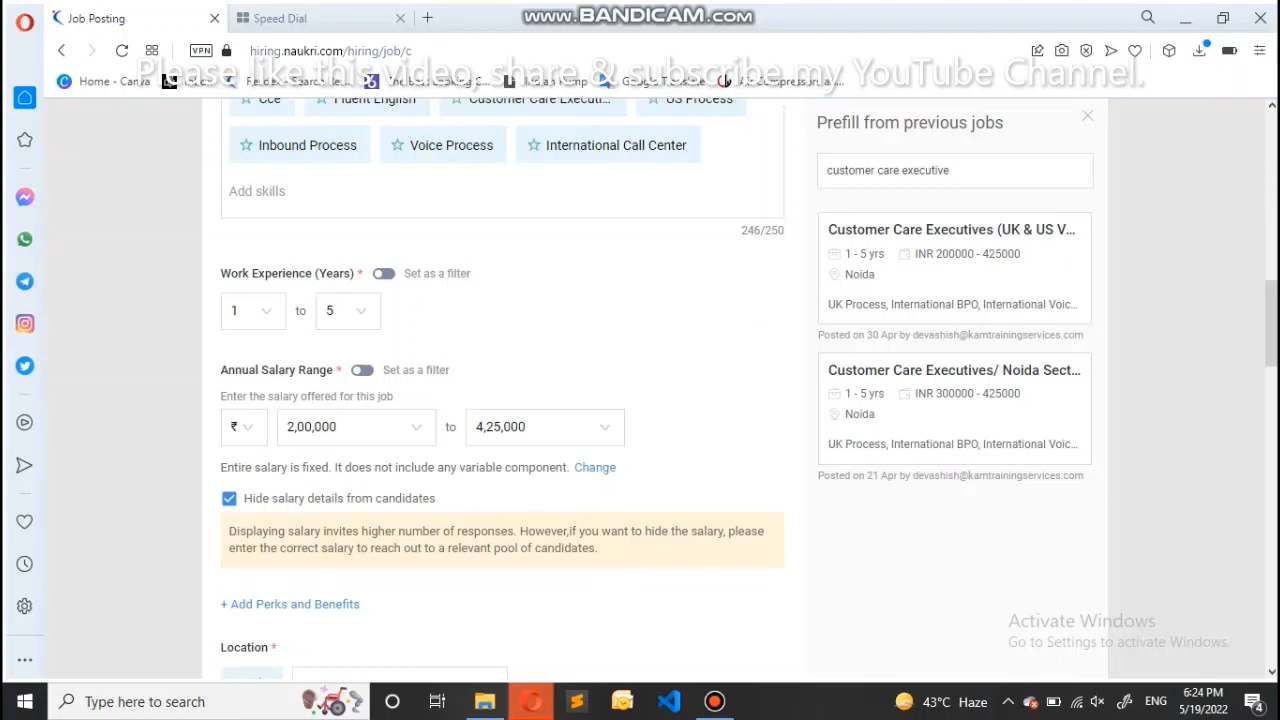 Job Posting
Speed Dial
www.BANDICAM.com
VPN
hiring.naukri.com/hiring/job/c
Home - Canva
Please like this video, share & subscribe my YouTube Channel.
Cce
Fluent English
Customer Care Executi...
US Process
Inbound Process
Voice Process
International Call Center
Add skills
246/250
Work Experience (Years) *
Set as a filter
1
to
5
Annual Salary Range *
Set as a filter
Enter the salary offered for this job
₹
2,00,000
to
4,25,000
Entire salary is fixed. It does not include any variable component. Change
Hide salary details from candidates
Displaying salary invites higher number of responses. However,if you want to hide the salary, please
enter the correct salary to reach out to a relevant pool of candidates.
+ Add Perks and Benefits
Location *
Prefill from previous jobs
customer care executive
Customer Care Executives (UK & US V...
1 - 5 yrs
INR 200000 - 425000
Noida
UK Process, International BPO, International Voic...
Posted on 30 Apr by devashish@kamtrainingservices.com
Customer Care Executives/ Noida Sect...
1 - 5 yrs
INR 300000 - 425000
Noida
UK Process, International BPO, International Voic...
Posted on 21 Apr by devashish@kamtrainingservices.com
Activate Windows
Go to Settings to activate Windows.
Type here to search
43°C Haze
ENG
6:24 PM
5/19/2022
4